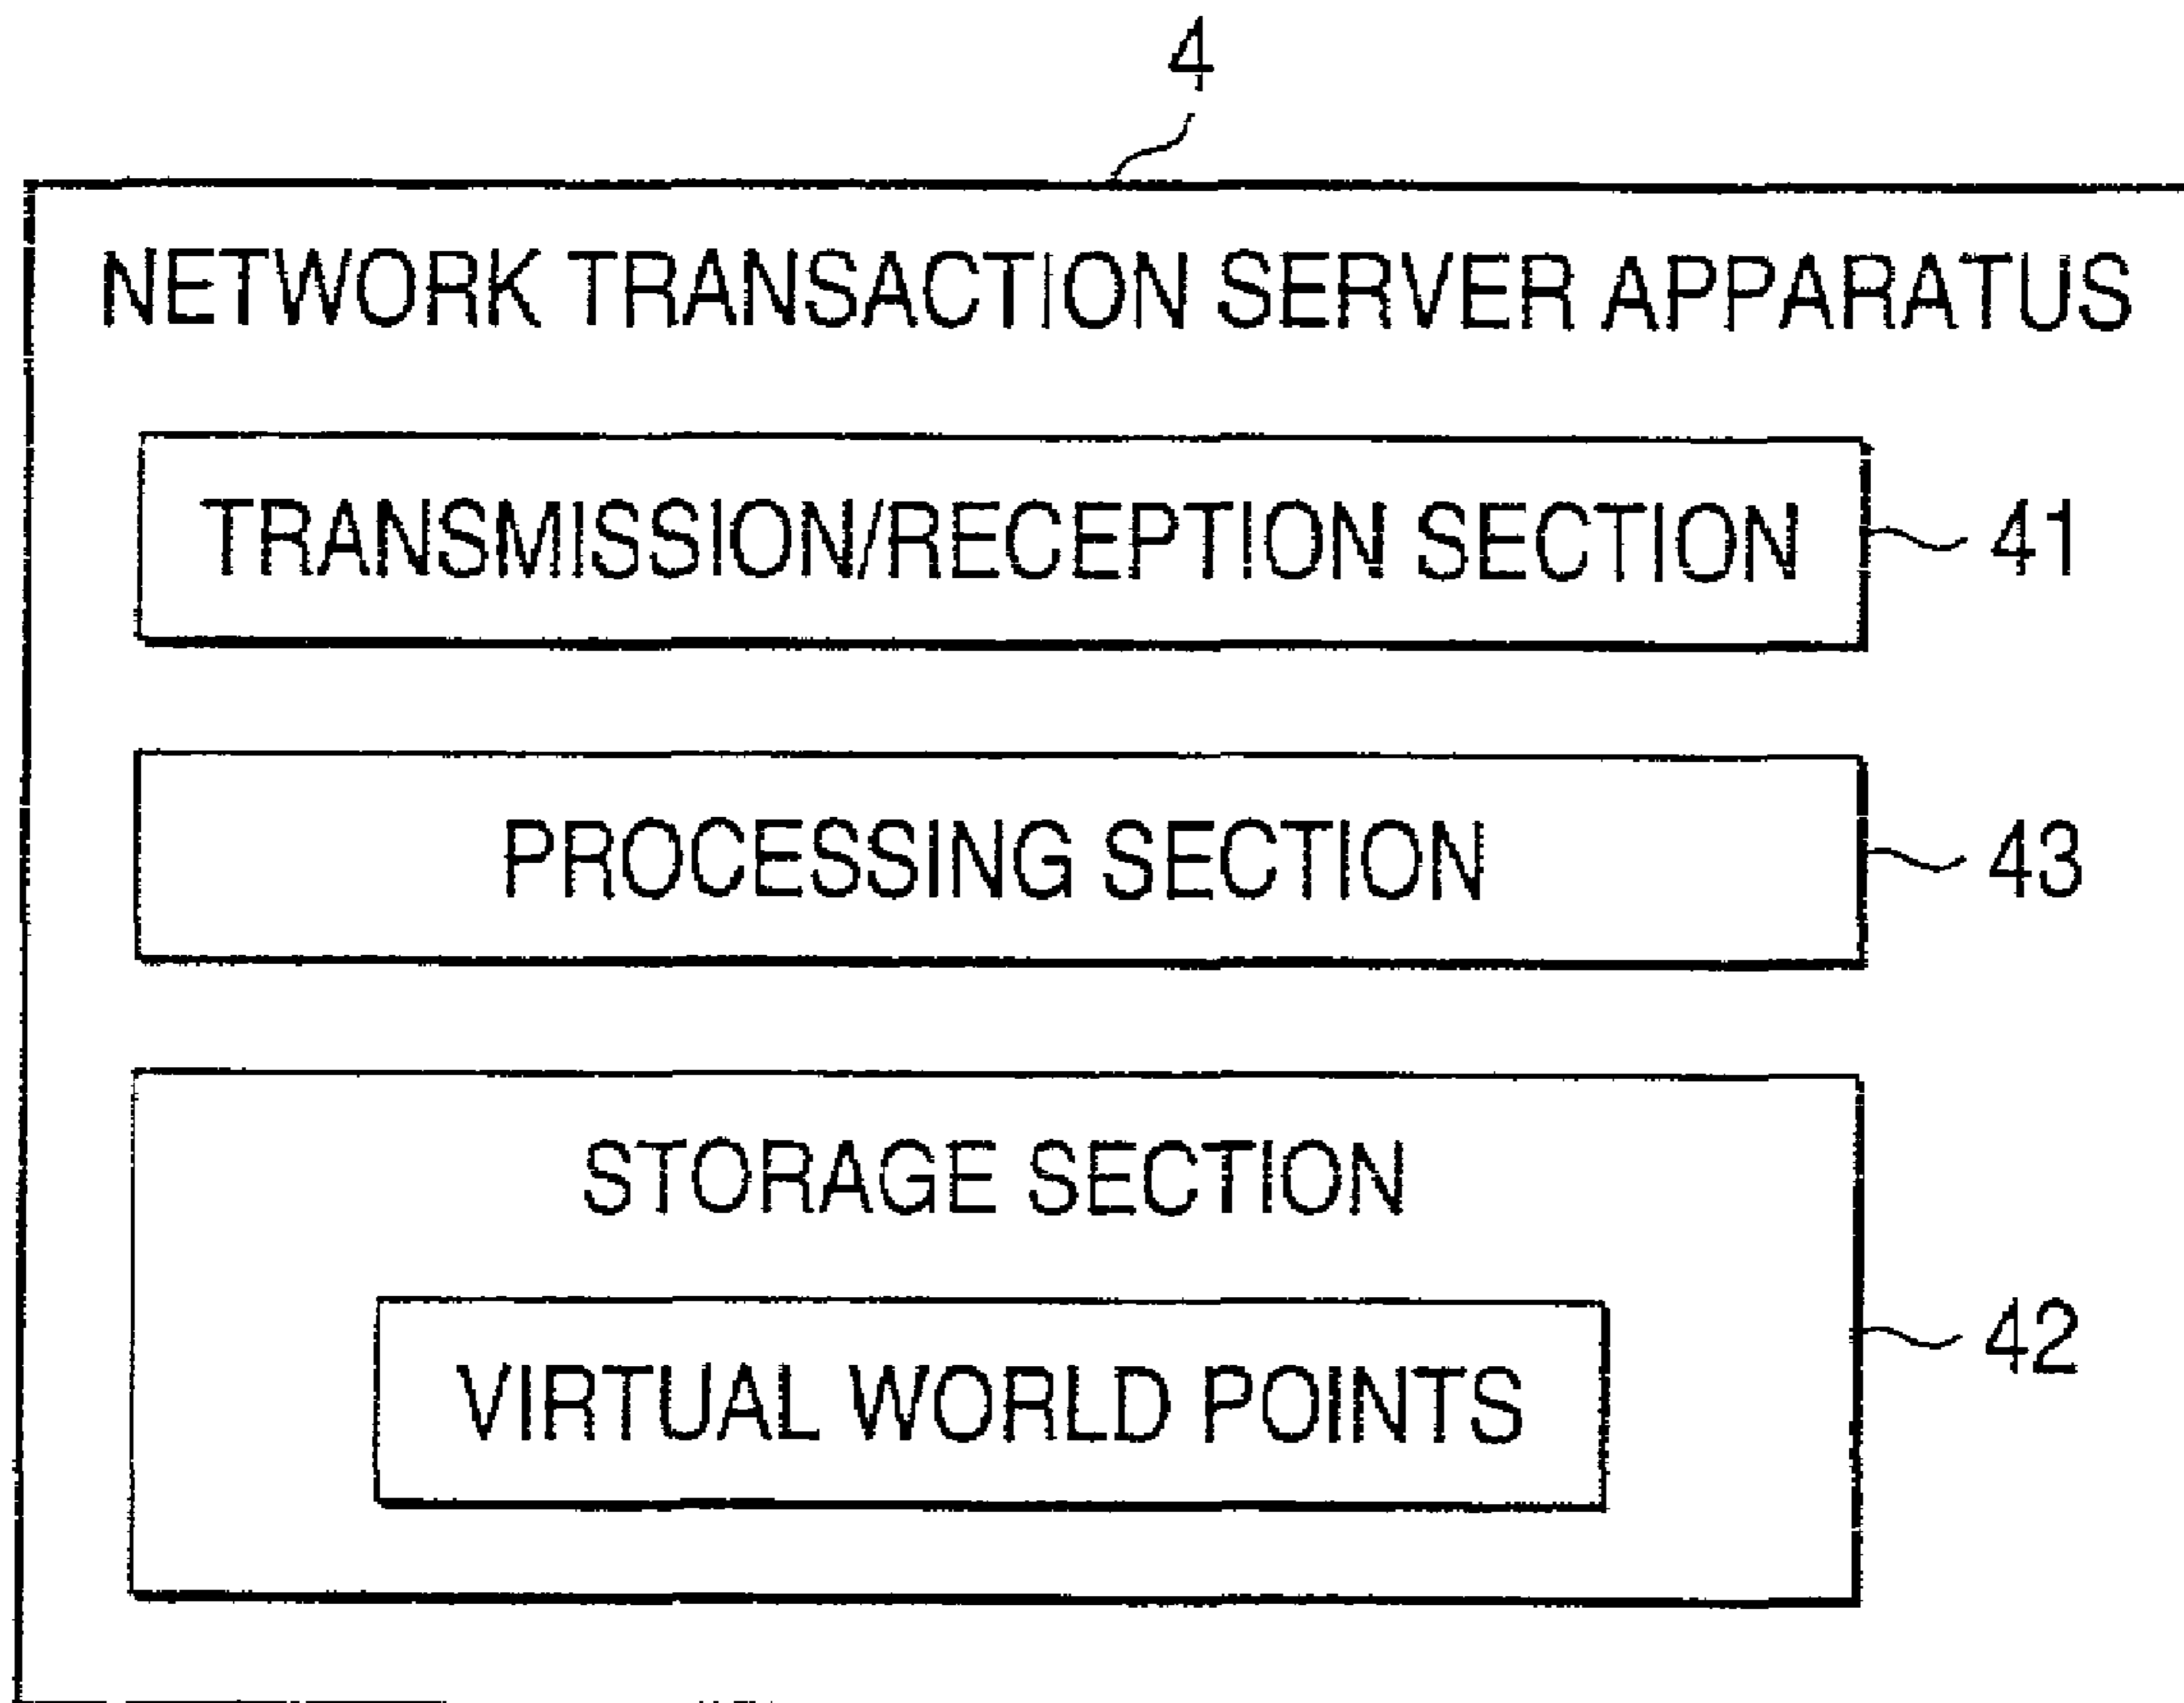 4
NETWORK TRANSACTION SERVER APPARATUS
TRANSMISSION/RECEPTION SECTION
41
PROCESSING SECTION
43
STORAGE SECTION
VIRTUAL WORLD POINTS
42